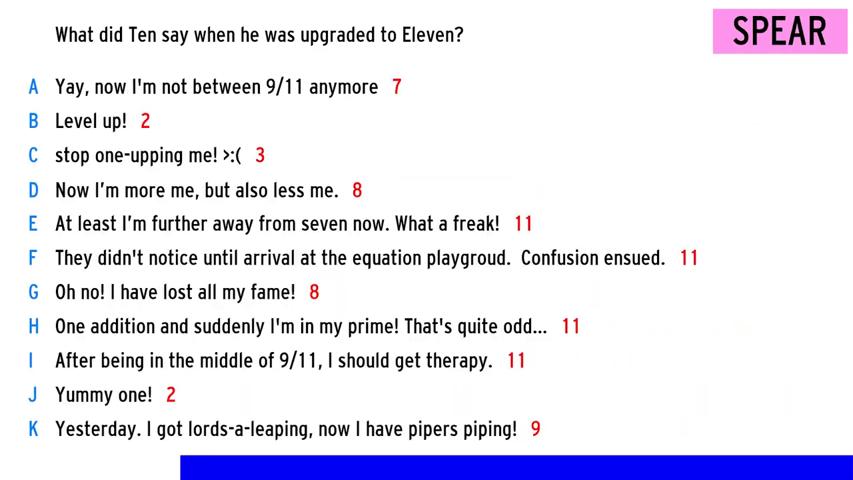 What did Ten say when he was upgraded to Eleven?
SPEAR
A Yay, now I'm not between 9/11 anymore 7
B Level up! 2
C stop one-upping me! >:( 3
D Now I'm more me, but also less me. 8
E At least I'm further away from seven now. What a freak! 11
F They didn't notice until arrival at the equation playgroud. Confusion ensued. 11
G Oh no! I have lost all my fame! 8
H One addition and suddenly I'm in my prime! That's quite odd... 11
I After being in the middle of 9/11, I should get therapy. 11
J Yummy one! 2
K Yesterday. I got lords-a-leaping, now I have pipers piping! 9